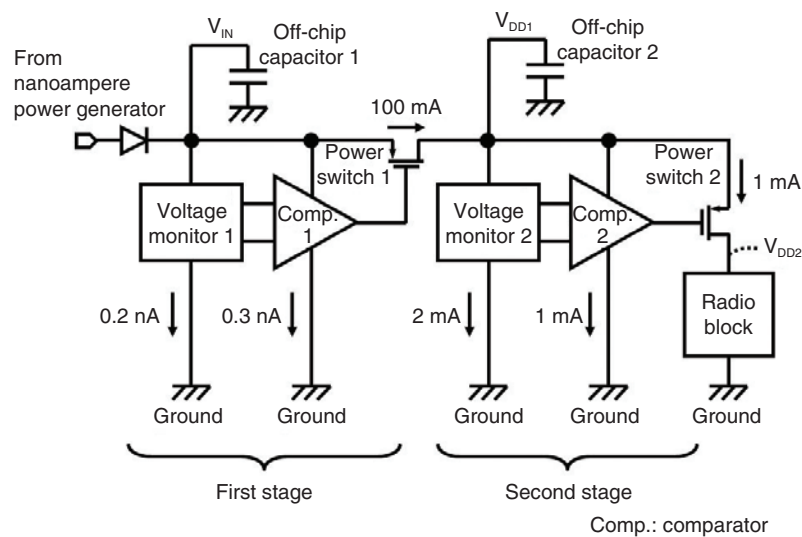 V_IN
Off-chip
capacitor 1
V_DD1
Off-chip
capacitor 2
From
nanoampere
power generator
100 mA
Power
switch 1
Power
switch 2
1 mA
Voltage
monitor 1
Comp.
1
Voltage
monitor 2
Comp.
2
V_DD2
Radio
block
0.2 nA
0.3 nA
2 mA
1 mA
Ground
Ground
Ground
Ground
Ground
First stage
Second stage
Comp.: comparator